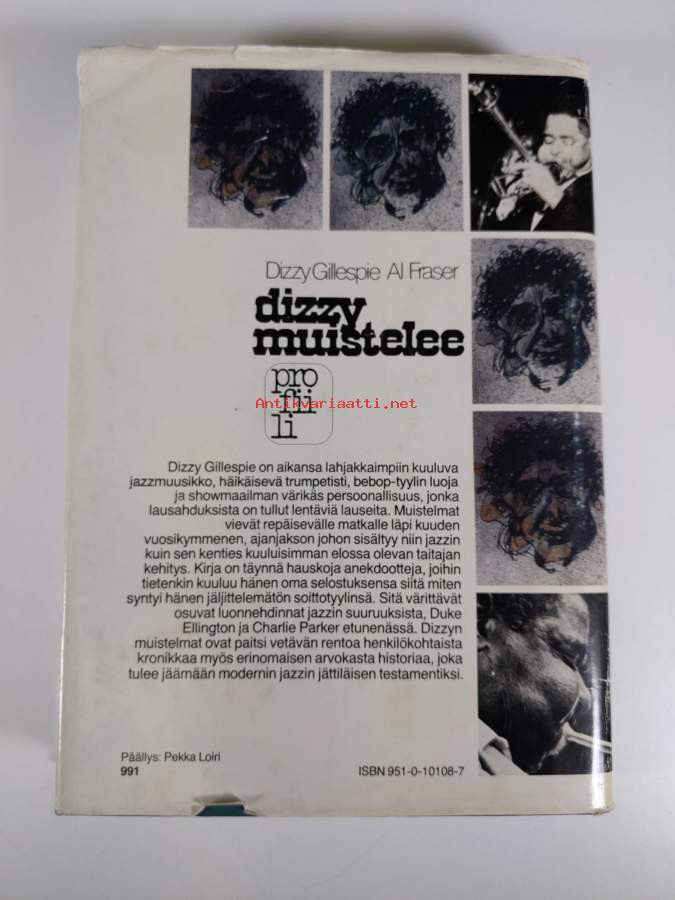 Dizzy Gillespie Al Fraser
dizzy
muistelee
pro
fii
li
Antikvariaatti.net
Dizzy Gillespie on aikansa lahjakkaimpiin kuuluva
jazzmuusikko, häikäisevä trumpetisti, bebop-tyylin luoja
ja showmaailman värikäs persoonallisuus, jonka
lausahduksista on tullut lentäviä lauseita. Muistelmat
vievät repäisevälle matkalle läpi kuuden
vuosikymmenen, ajanjakson johon sisältyy niin jazzin
kuin sen kenties kuuluisimman elossa olevan taitajan
kehitys. Kirja on täynnä hauskoja anekdootteja, joihin
tietenkin kuuluu hänen oma selostuksensa siitä miten
syntyi hänen jäljittelemätön soittotyylinsä. Sitä värittävät
osuvat luonnehdinnat jazzin suuruuksista, Duke
Ellington ja Charlie Parker etunenässä. Dizzyn
muistelmat ovat paitsi vetävän rentoa henkilökohtaista
kronikkaa myös erinomaisen arvokasta historiaa, joka
tulee jäämään modernin jazzin jättiläisen testamentiksi.
Päällys: Pekka Loiri
991
ISBN 951-0-10108-7